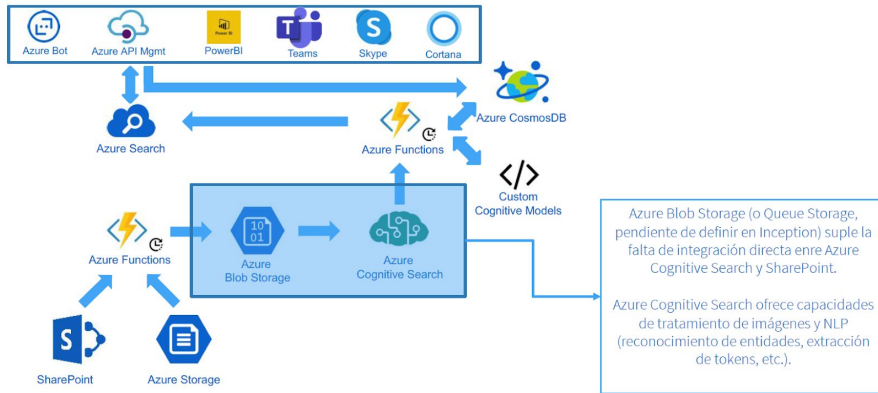 Azure Bot
Azure API Mgmt
Power BI
PowerBI
Teams
Skype
Cortana
Azure CosmosDB
Azure Search
Azure Functions
Custom
Cognitive Models
Azure Functions
10
01
Azure
Blob Storage
Azure
Cognitive Search
S
SharePoint
Azure Storage
Azure Blob Storage (o Queue Storage,
pendiente de definir en Inception) suple la
falta de integración directa enre Azure
Cognitive Search y SharePoint.
Azure Cognitive Search ofrece capacidades
de tratamiento de imágenes y NLP
(reconocimiento de entidades, extracción
de tokens, etc.).